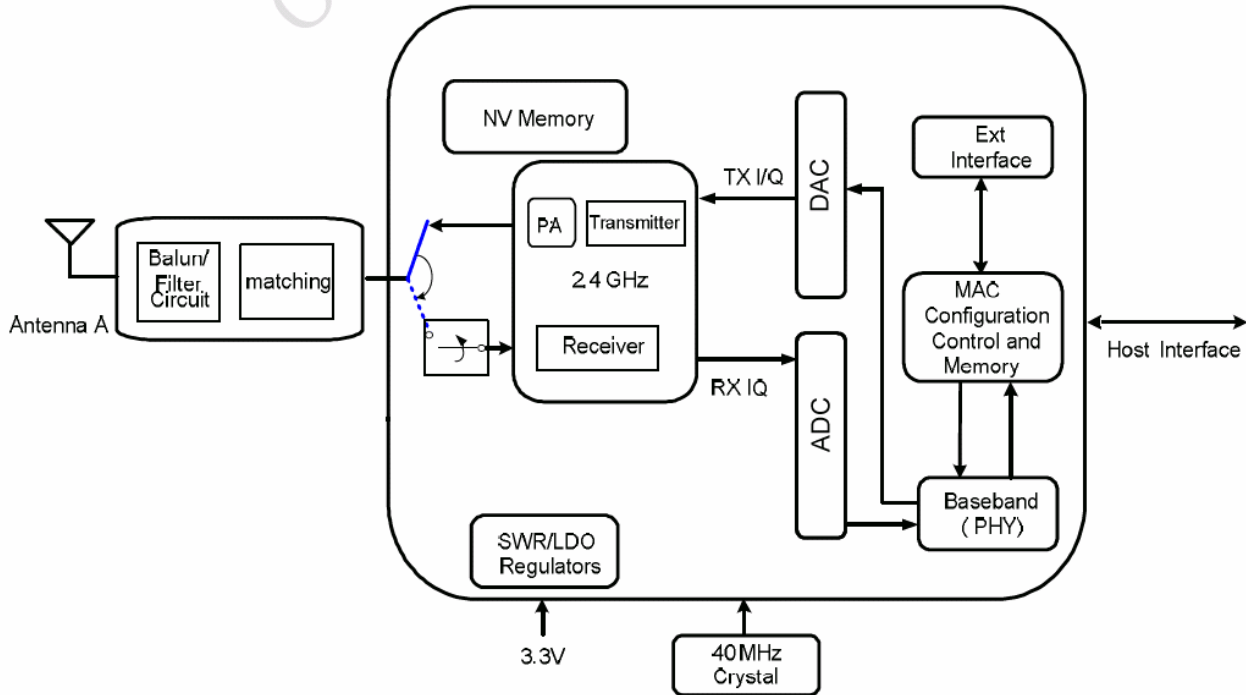 NV Memory
Ext
Interface
TX I/Q
DAC
PA
Transmitter
Balun/
Filter
Circuit
matching
2.4 GHz
MAC
Configuration
Control and
Memory
Antenna A
Receiver
Host Interface
RX IQ
ADC
Baseband
( PHY)
SWR/LDO
Regulators
3.3V
40MHz
Crystal